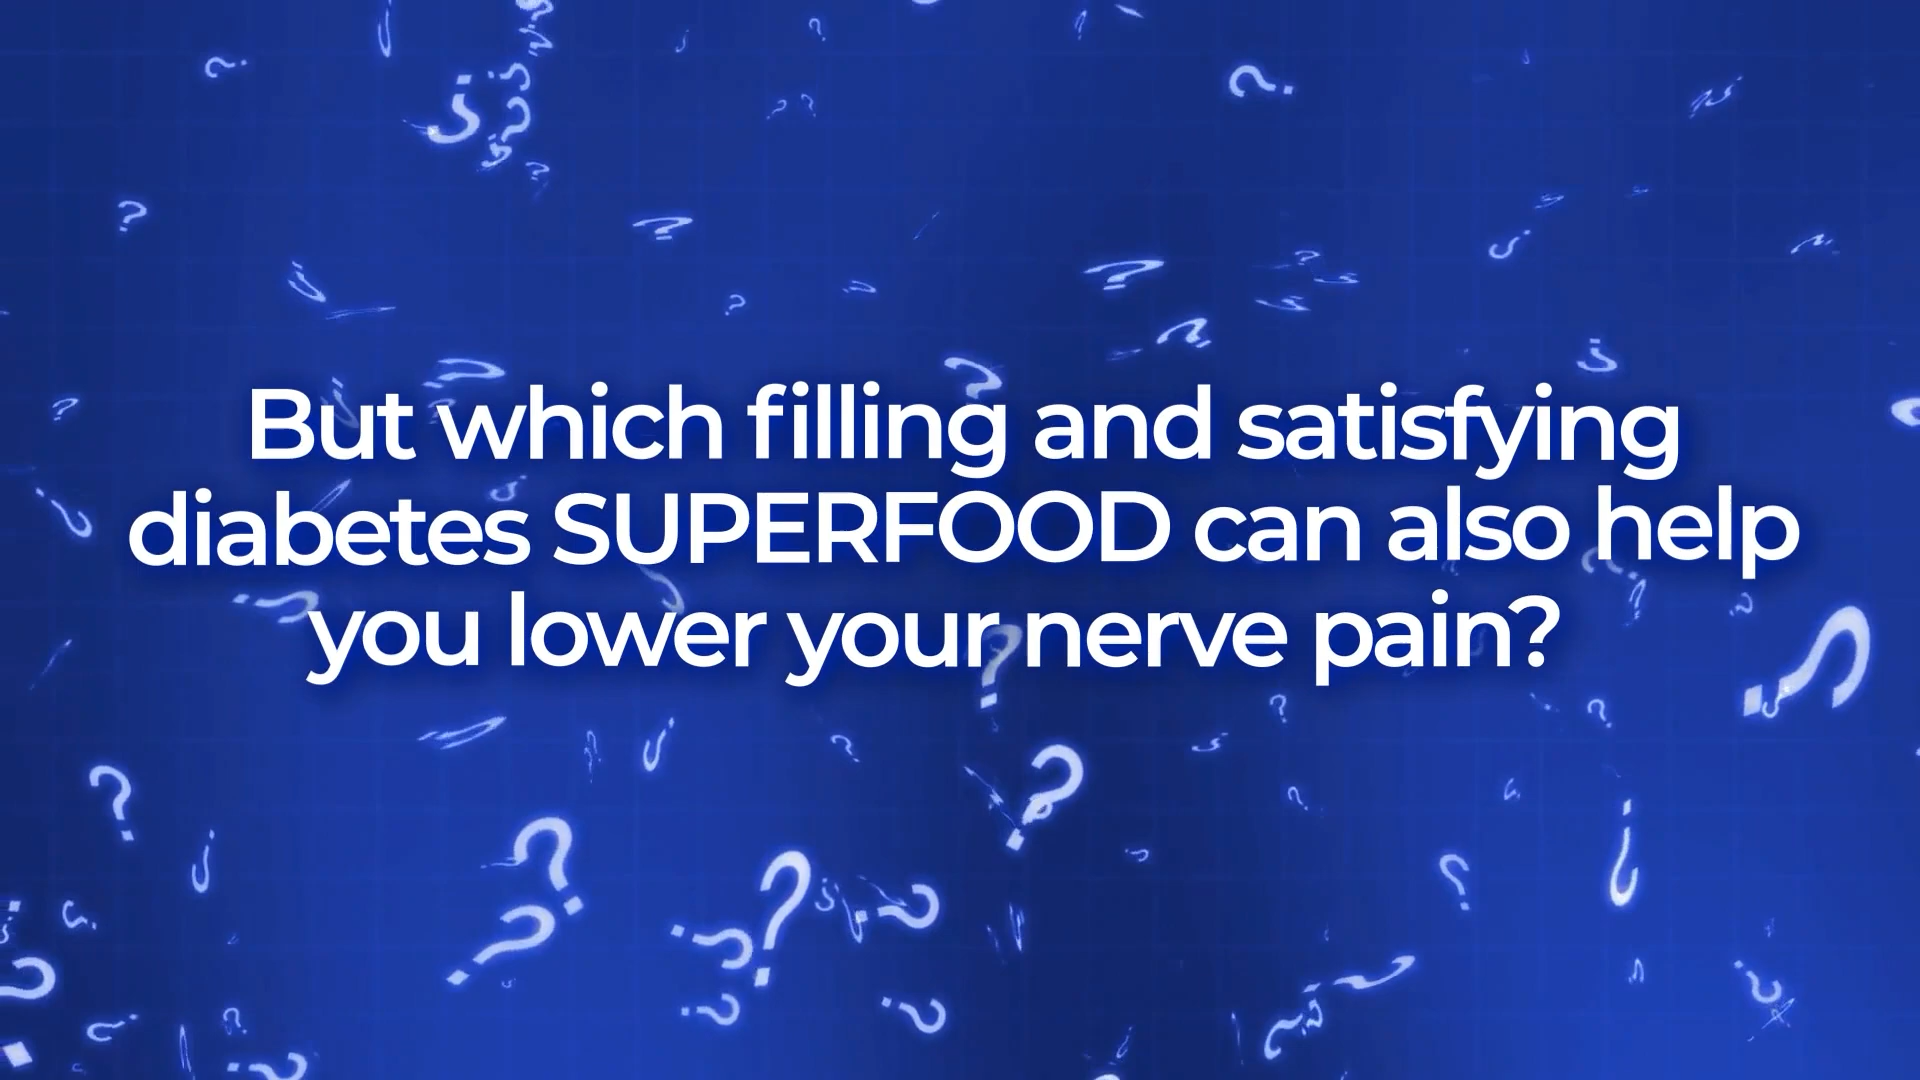 But which filling and satisfying
diabetes SUPERFOOD can also help
you lower your nerve pain?